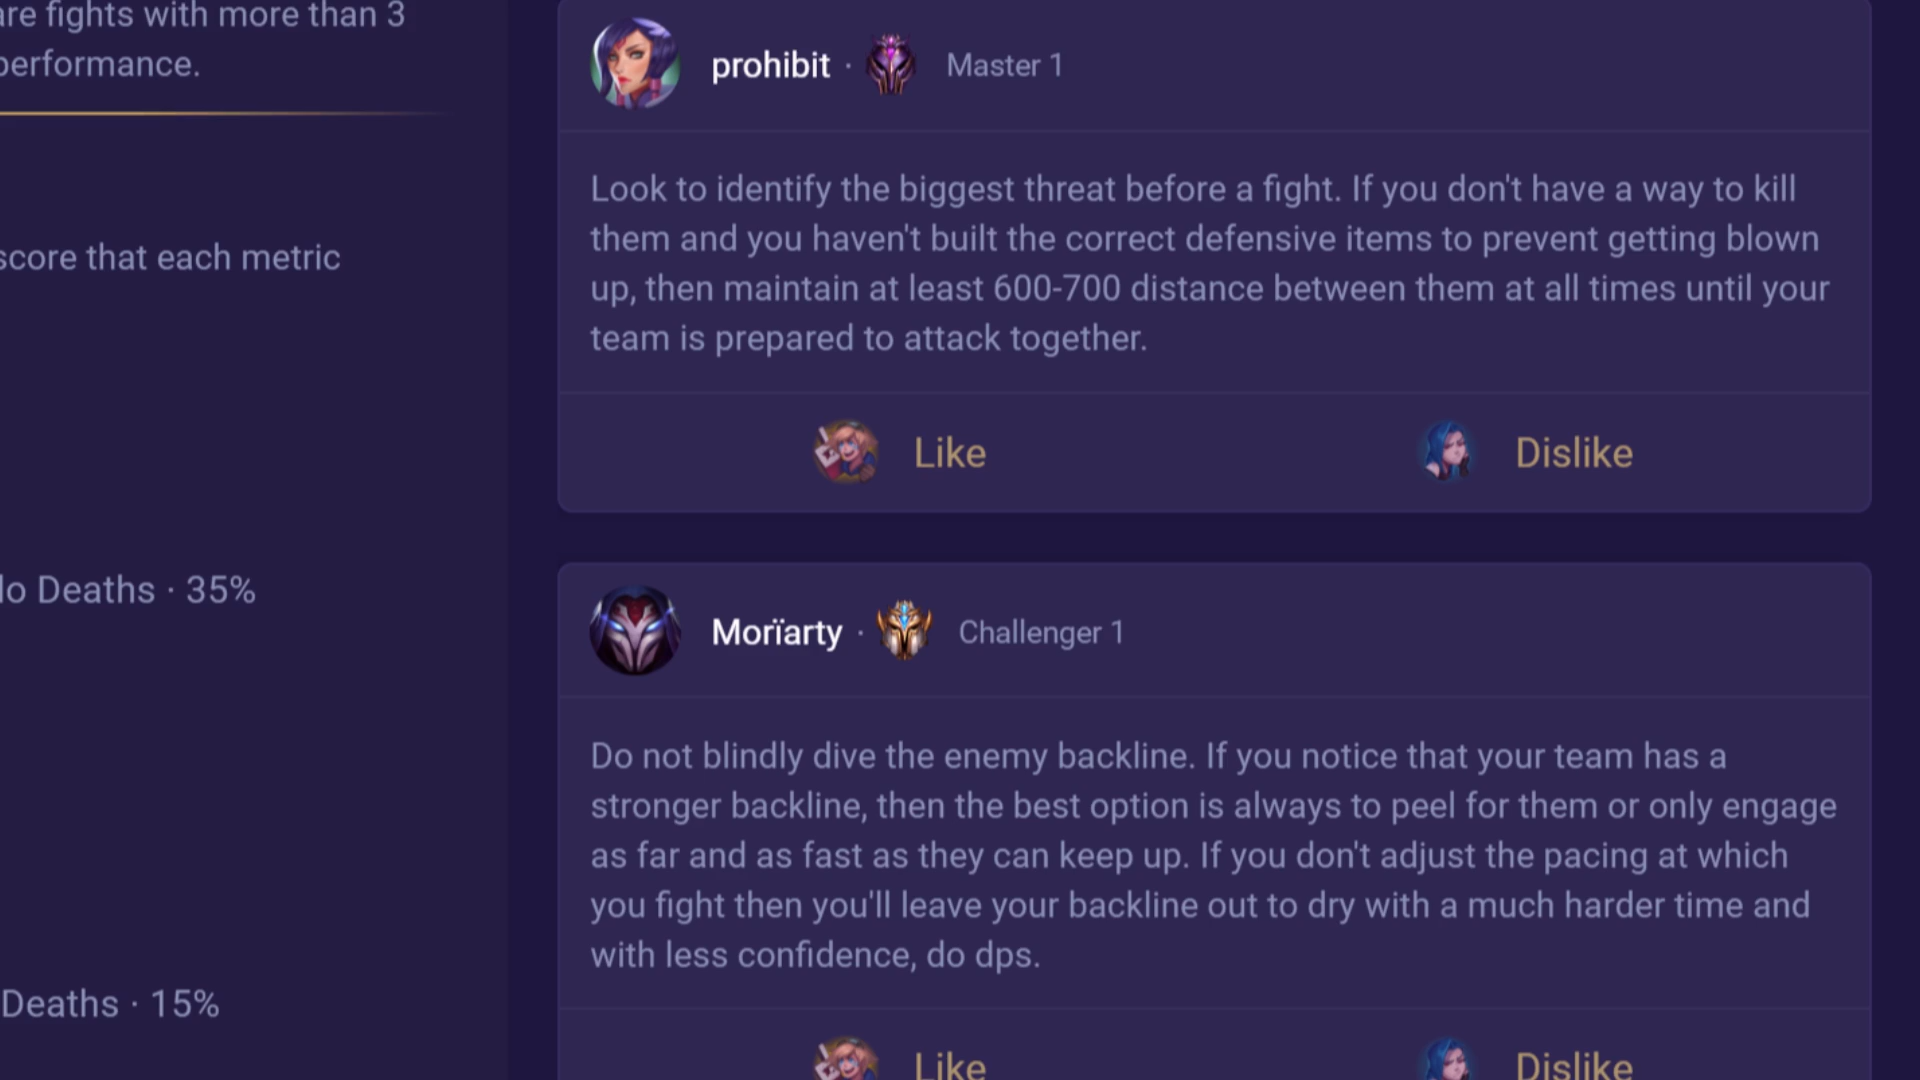 are fights with more than 3
performance.
score that each metric
lo Deaths · 35%
Deaths · 15%
prohibit · Master 1
Look to identify the biggest threat before a fight. If you don't have a way to kill
them and you haven't built the correct defensive items to prevent getting blown
up, then maintain at least 600-700 distance between them at all times until your
team is prepared to attack together.
Like
Dislike
Morïarty · Challenger 1
Do not blindly dive the enemy backline. If you notice that your team has a
stronger backline, then the best option is always to peel for them or only engage
as far and as fast as they can keep up. If you don't adjust the pacing at which
you fight then you'll leave your backline out to dry with a much harder time and
with less confidence, do dps.
Like
Dislike